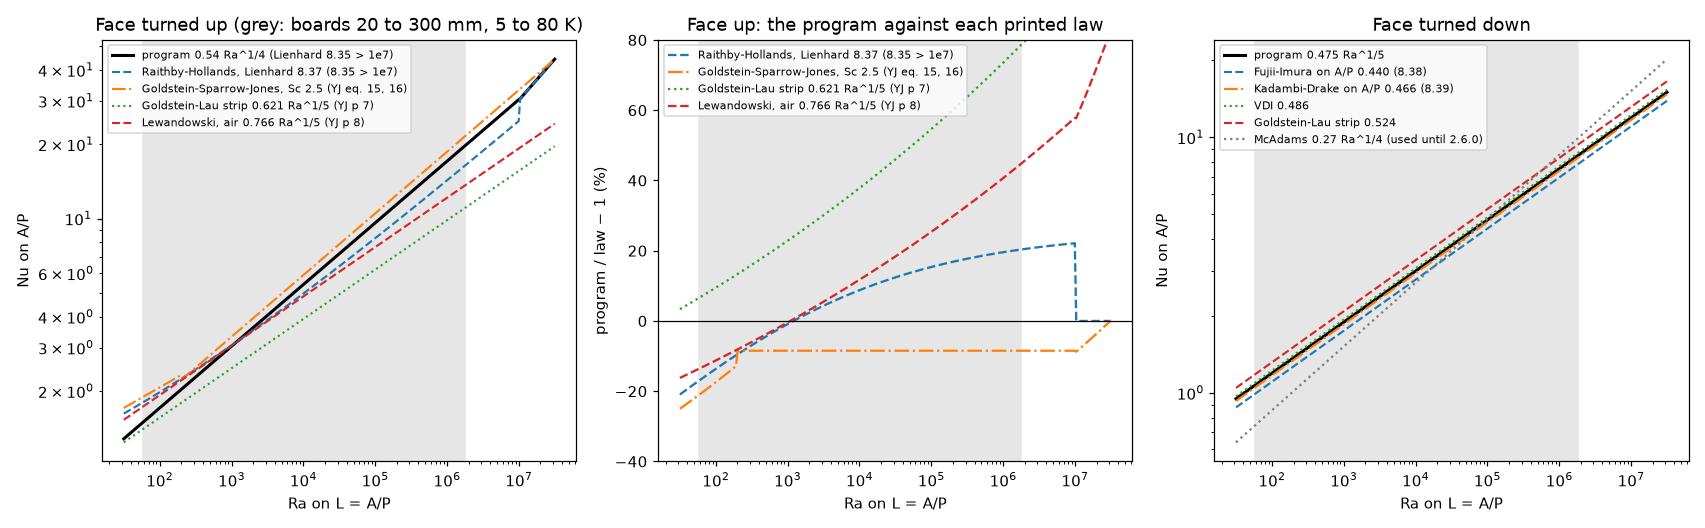 Face turned up (grey: boards 20 to 300 mm, 5 to 80 K)
program 0.54 Ra^1/4 (Lienhard 8.35 > 1e7)
Raithby-Hollands, Lienhard 8.37 (8.35 > 1e7)
Goldstein-Sparrow-Jones, Sc 2.5 (YJ eq. 15, 16)
Goldstein-Lau strip 0.621 Ra^1/5 (YJ p 7)
Lewandowski, air 0.766 Ra^1/5 (YJ p 8)
4 × 10^1
3 × 10^1
2 × 10^1
10^1
6 × 10^0
4 × 10^0
3 × 10^0
2 × 10^0
Nu on A/P
10^2 10^3 10^4 10^5 10^6 10^7
Ra on L = A/P
Face up: the program against each printed law
Raithby-Hollands, Lienhard 8.37 (8.35 > 1e7)
Goldstein-Sparrow-Jones, Sc 2.5 (YJ eq. 15, 16)
Goldstein-Lau strip 0.621 Ra^1/5 (YJ p 7)
Lewandowski, air 0.766 Ra^1/5 (YJ p 8)
80
60
40
20
0
−20
−40
program / law − 1 (%)
10^2 10^3 10^4 10^5 10^6 10^7
Ra on L = A/P
Face turned down
program 0.475 Ra^1/5
Fujii-Imura on A/P 0.440 (8.38)
Kadambi-Drake on A/P 0.466 (8.39)
VDI 0.486
Goldstein-Lau strip 0.524
McAdams 0.27 Ra^1/4 (used until 2.6.0)
10^1
10^0
Nu on A/P
10^2 10^3 10^4 10^5 10^6 10^7
Ra on L = A/P